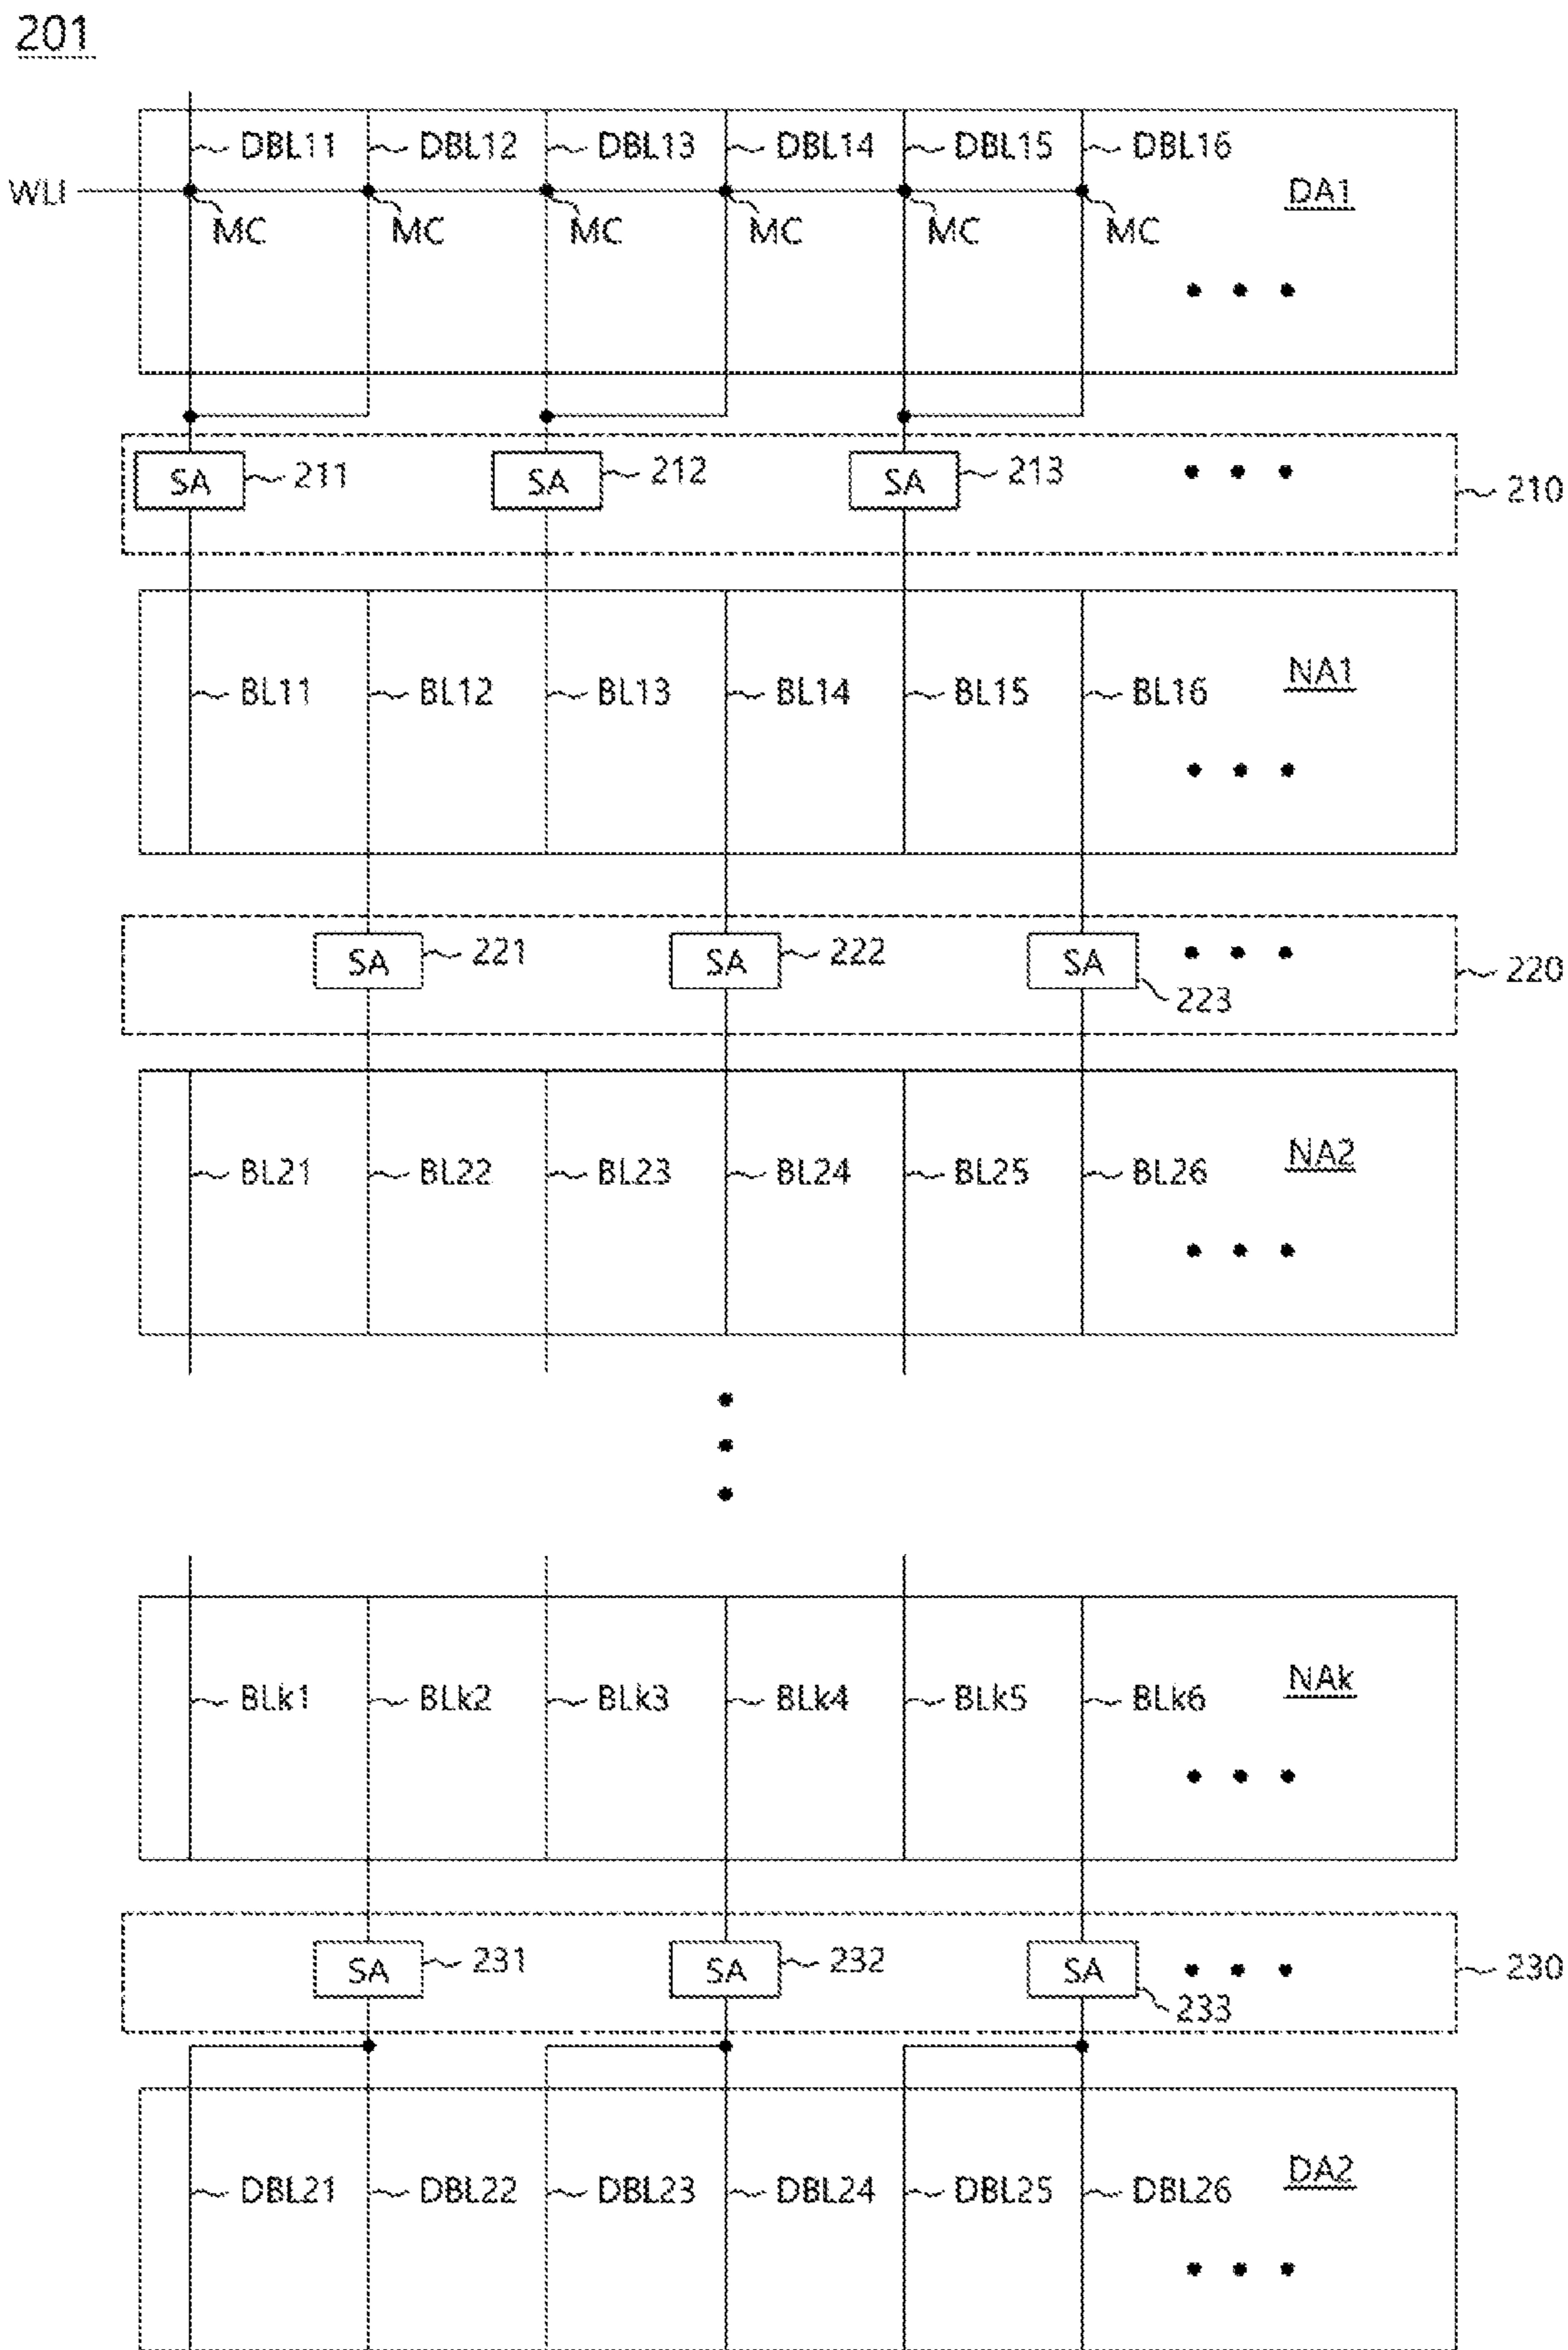 201
DBL11 DBL12 DBL13 DBL14 DBL15 DBL16
WLI DA1
MC MC MC MC MC MC
SA 211 SA 212 SA 213 210
BL11 BL12 BL13 BL14 BL15 BL16 NA1
SA 221 SA 222 SA 223 220
BL21 BL22 BL23 BL24 BL25 BL26 NA2
BLk1 BLk2 BLk3 BLk4 BLk5 BLk6 NAk
SA 231 SA 232 SA 233 230
DBL21 DBL22 DBL23 DBL24 DBL25 DBL26 DA2